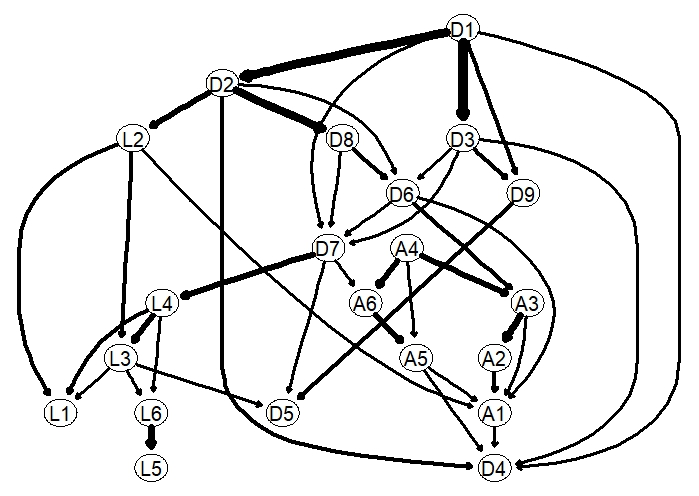 D1
D2
L2 D8 D3
D6 D9
D7 A4
L4 A6 A3
L3 A5 A2
L1 L6 D5 A1
L5 D4